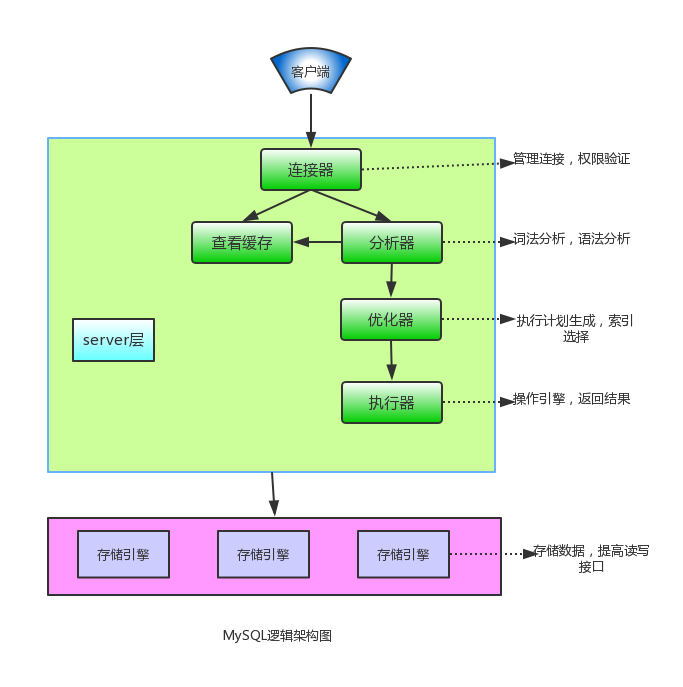 客户端
连接器
管理连接，权限验证
查看缓存
分析器
词法分析，语法分析
优化器
执行计划生成，索引
选择
server层
执行器
操作引擎，返回结果
存储引擎
存储引擎
存储引擎
存储数据，提高读写
接口
MySQL逻辑架构图